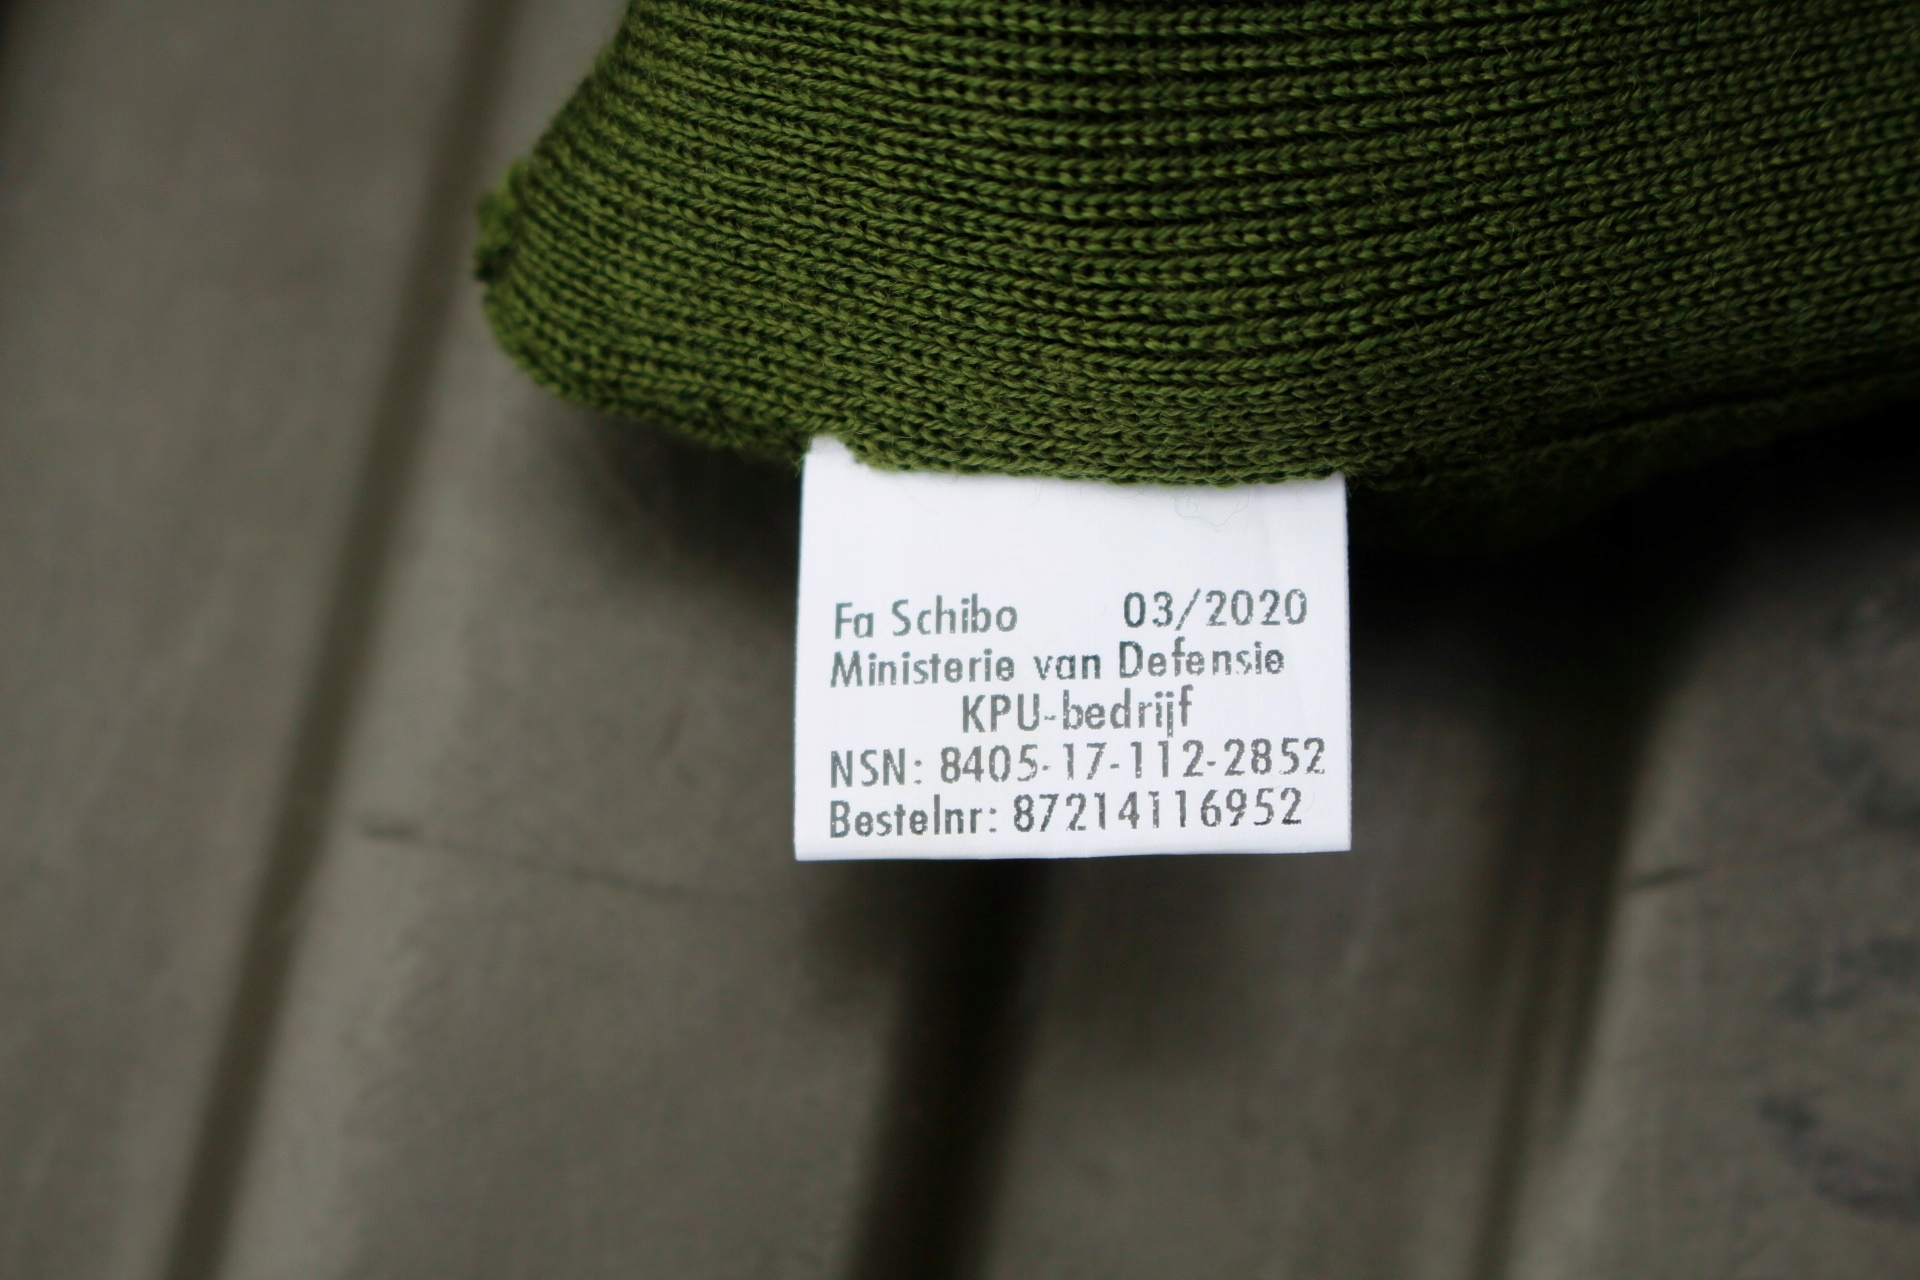 Fa Schibo 03/2020
Ministerie van Defensie
KPU-bedrijf
NSN: 8405-17-112-2852
Bestelnr: 87214116952